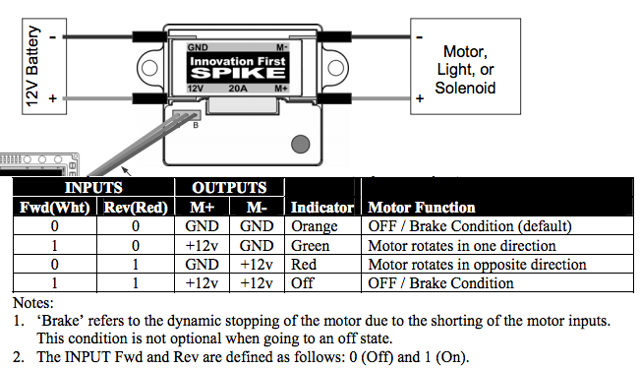 12V Battery
-
+
GND M-
Innovation First
SPIKE
12V 20A M+
B
-
+
Motor,
Light, or
Solenoid
INPUTS OUTPUTS
Fwd(Wht) Rev(Red) M+ M- Indicator Motor Function
0 0 GND GND Orange OFF / Brake Condition (default)
1 0 +12v GND Green Motor rotates in one direction
0 1 GND +12v Red Motor rotates in opposite direction
1 1 +12v +12v Off OFF / Brake Condition
Notes:
1. ‘Brake’ refers to the dynamic stopping of the motor due to the shorting of the motor inputs.
This condition is not optional when going to an off state.
2. The INPUT Fwd and Rev are defined as follows: 0 (Off) and 1 (On).